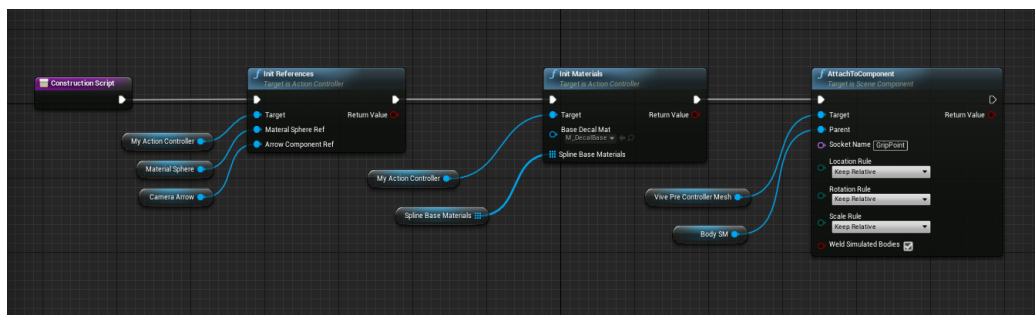 Construction Script
Init References
Target is Action Controller
Target
Return Value
Materal Sphere Ref
Arrow Component Ref
My Action Controller
Material Sphere
Camera Arrow
Init Materials
Target is Action Controller
Target
Return Value
Base Decal Mat
M_DecalBase
Spline Base Materials
My Action Controller
Spline Base Materials
AttachToComponent
Target is Scene Component
Target
Return Value
Parent
Socket Name GripPoint
Location Rule
Keep Relative
Rotation Rule
Keep Relative
Scale Rule
Keep Relative
Weld Simulated Bodies
Vive Pre Controller Mesh
Body SM